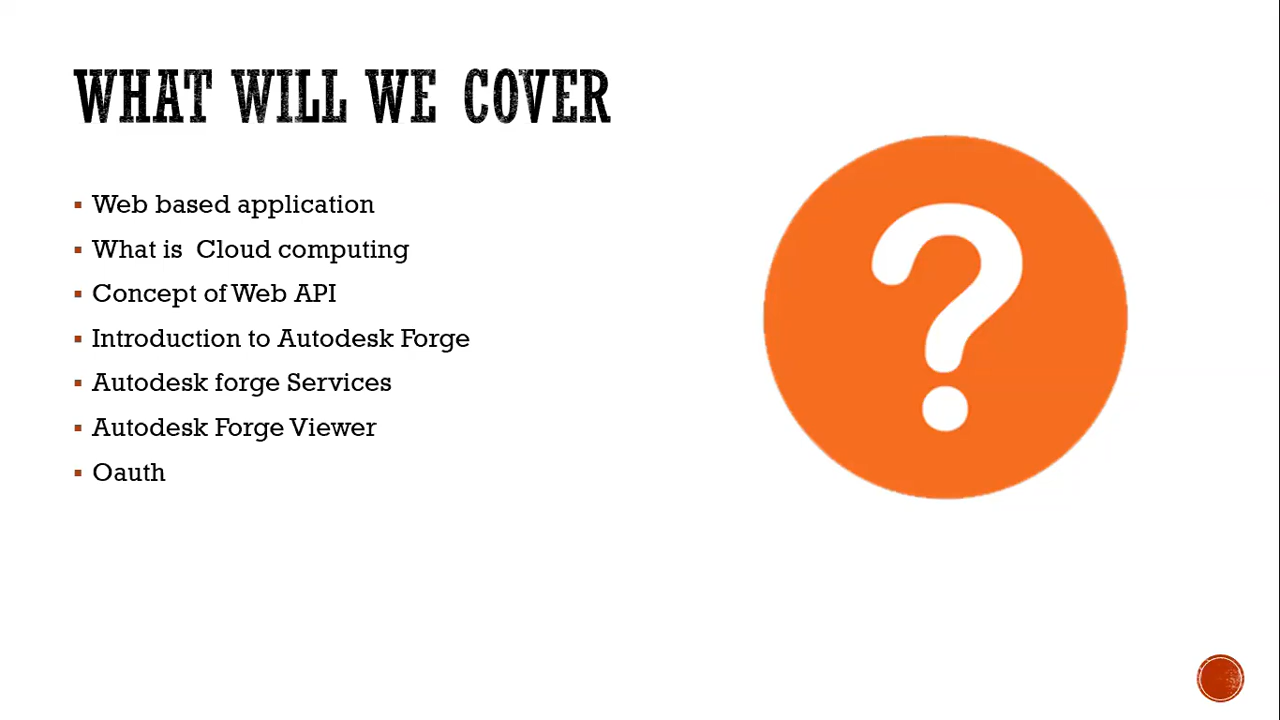 WHAT WILL WE COVER
▪ Web based application
▪ What is  Cloud computing
▪ Concept of Web API
▪ Introduction to Autodesk Forge
▪ Autodesk forge Services
▪ Autodesk Forge Viewer
▪ Oauth
?